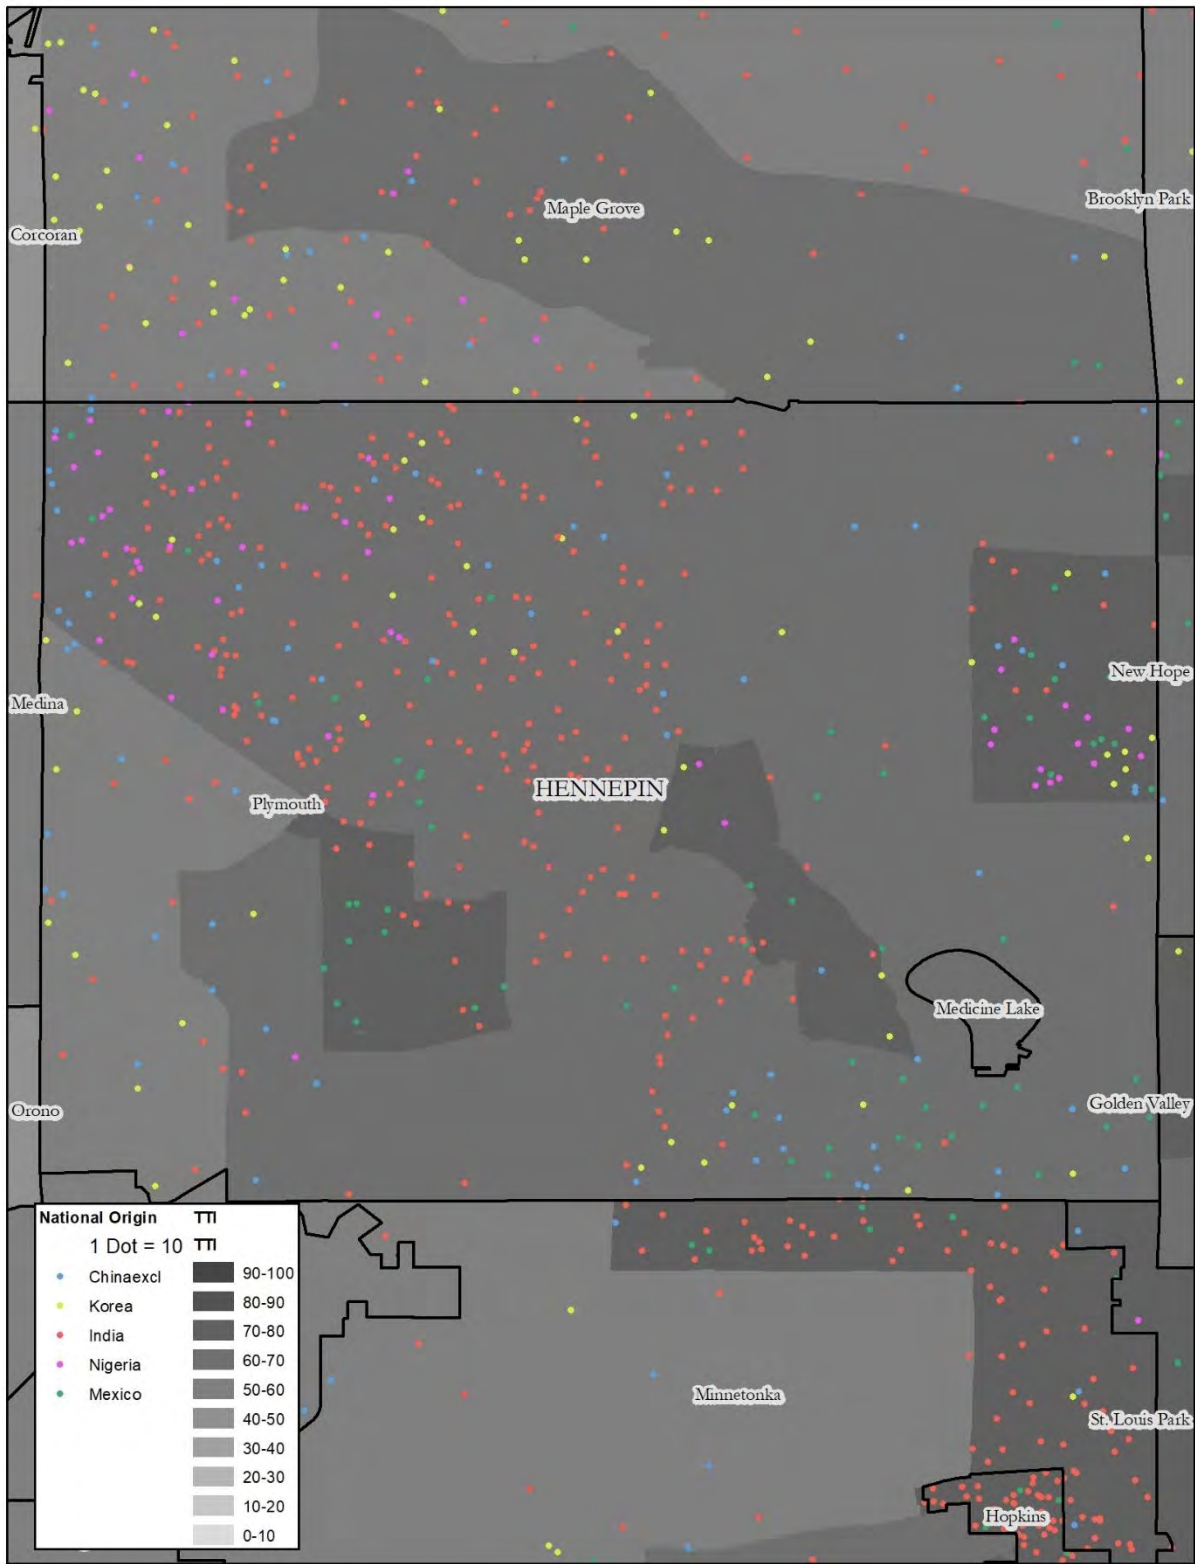 Maple Grove
Brooklyn Park
Corcoran
New Hope
Medina
HENNEPIN
Plymouth
Medicine Lake
Golden Valley
Orono
National Origin
1 Dot = 10
Chinaexcl
Korea
India
Nigeria
Mexico
TTI
TTI
90-100
80-90
70-80
60-70
50-60
40-50
30-40
20-30
10-20
0-10
Minnetonka
St. Louis Park
Hopkins